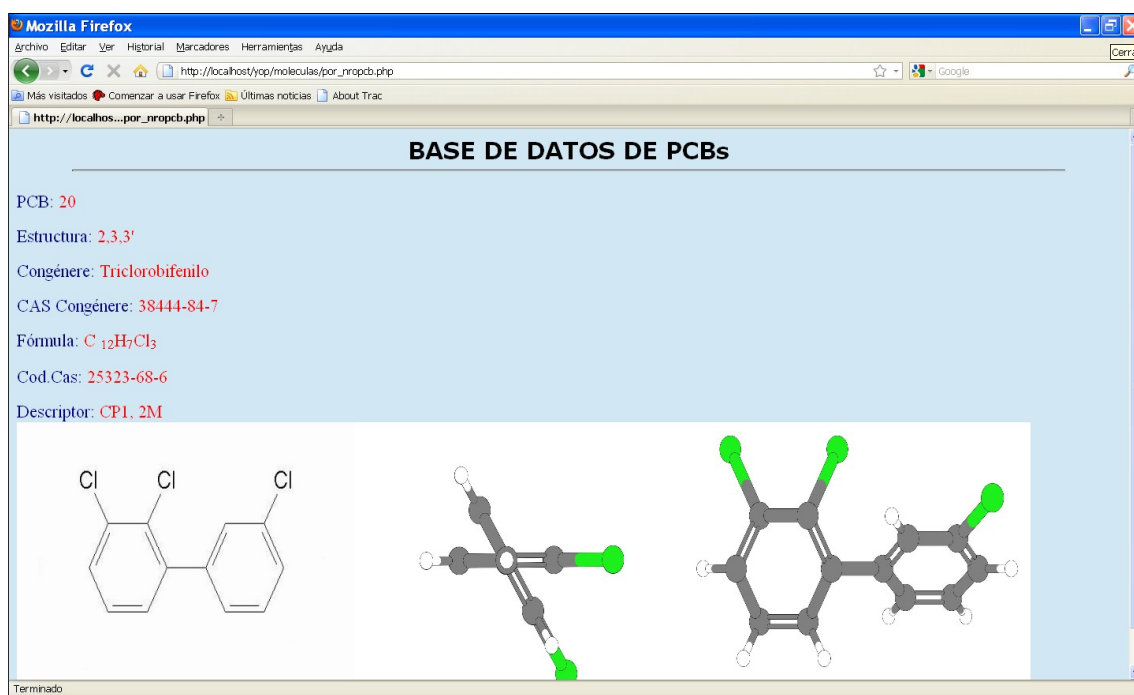 Mozilla Firefox
Archivo Editar Ver Historial Marcadores Herramientas Ayuda
http://localhost/yop/moleculas/por_nropcb.php Google
Más visitados Comenzar a usar Firefox Últimas noticias About Trac
http://localhos...por_nropcb.php
BASE DE DATOS DE PCBs
PCB: 20
Estructura: 2,3,3'
Congénere: Triclorobifenilo
CAS Congénere: 38444-84-7
Fórmula: C 12H7Cl3
Cod.Cas: 25323-68-6
Descriptor: CP1, 2M
Cl Cl Cl
Terminado